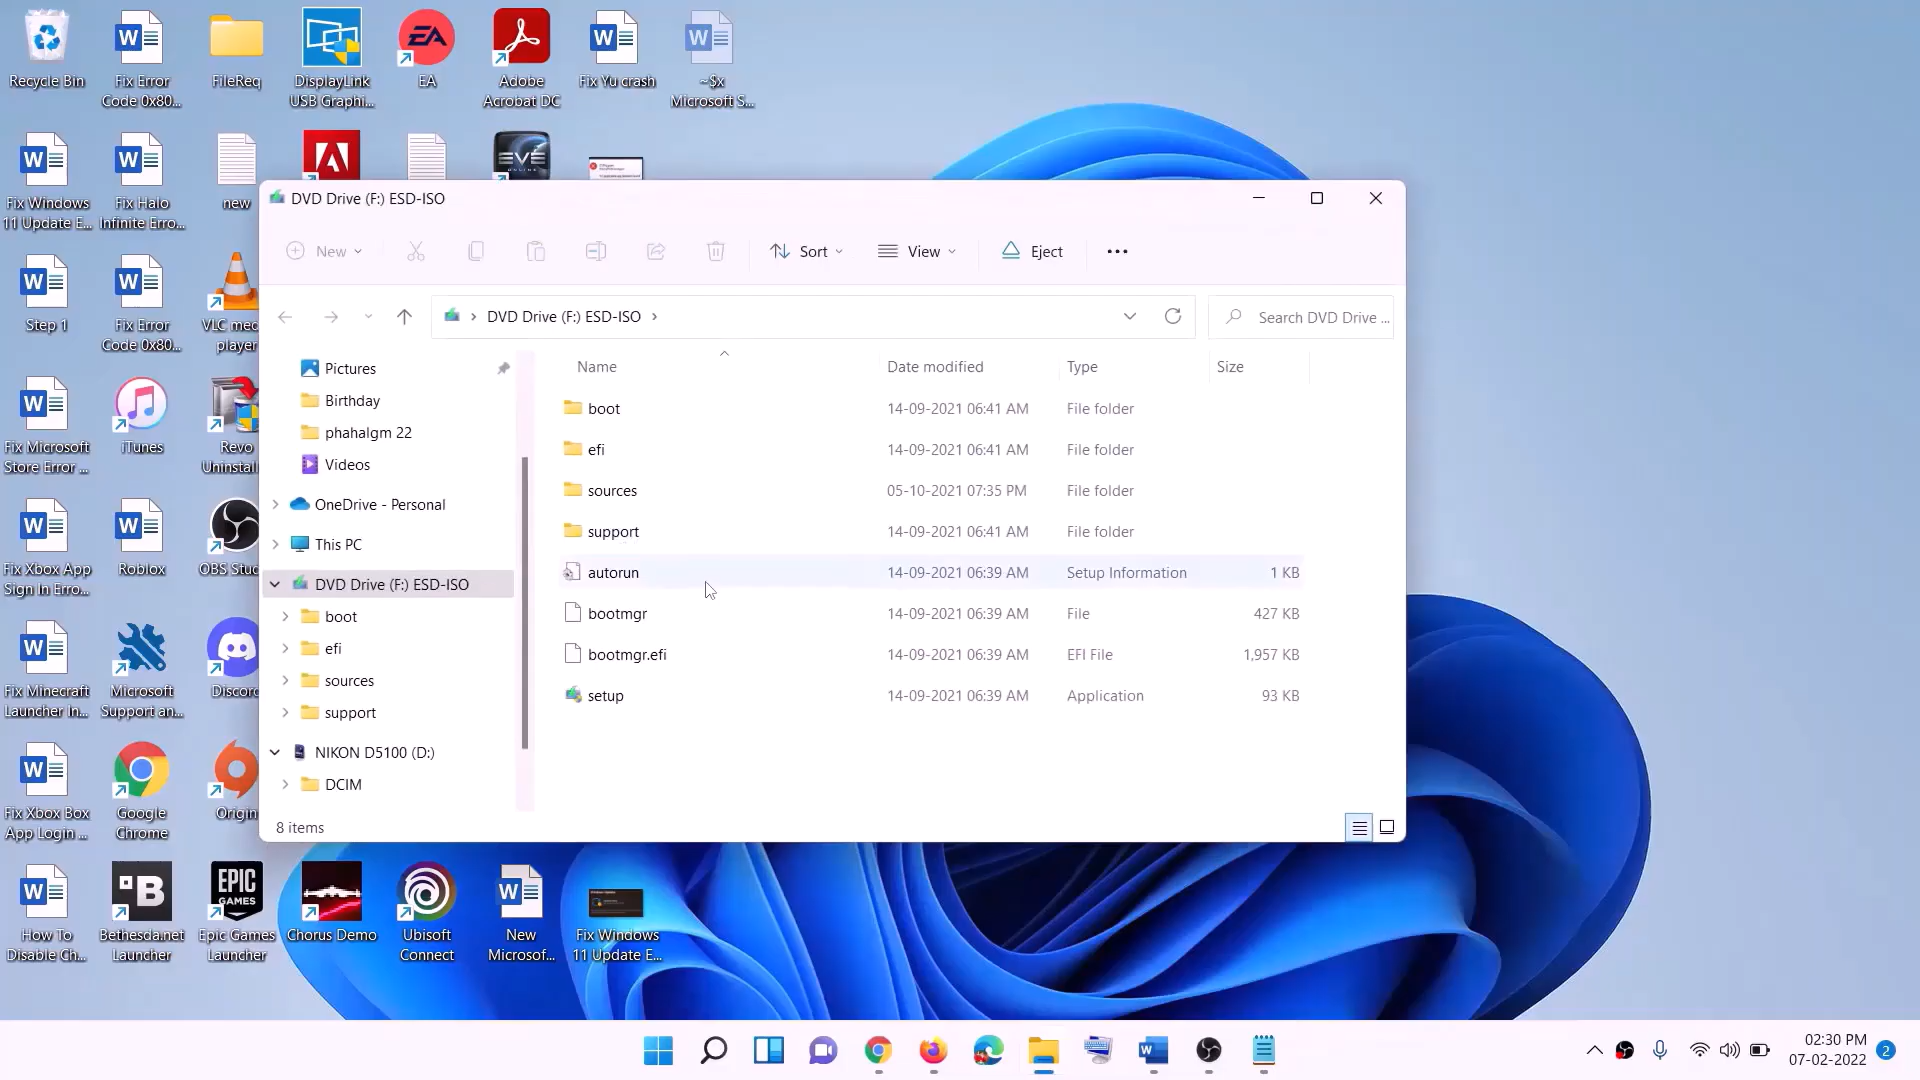 Recycle Bin
Fix Error
Code 0x80...
FileReq
DisplayLink
USB Graphi...
EA
EA
Adobe
Acrobat DC
Fix Yu crash
~$x
Microsoft S...
Fix Windows
11 Update E...
Fix Halo
Infinite Erro...
new
EVE
ONLINE
Step 1
Fix Error
Code 0x80...
VLC med
player
Fix Microsoft
Store Error ...
iTunes
Revo
Uninstall
Fix Xbox App
Sign In Erro...
Roblox
OBS Stud
Fix Minecraft
Launcher In...
Microsoft
Support an...
Discord
Fix Xbox Box
App Login ...
Google
Chrome
Origin
How To
Disable Ch...
Bethesda.net
Launcher
EPIC
GAMES
Epic Games
Launcher
Chorus Demo
Ubisoft
Connect
New
Microsof...
Fix Windows
11 Update E...
DVD Drive (F:) ESD-ISO
New
Sort
View
Eject
DVD Drive (F:) ESD-ISO
Search DVD Drive ...
Pictures
Birthday
phahalgm 22
Videos
OneDrive - Personal
This PC
DVD Drive (F:) ESD-ISO
boot
efi
sources
support
NIKON D5100 (D:)
DCIM
Name Date modified Type Size
boot 14-09-2021 06:41 AM File folder
efi 14-09-2021 06:41 AM File folder
sources 05-10-2021 07:35 PM File folder
support 14-09-2021 06:41 AM File folder
autorun 14-09-2021 06:39 AM Setup Information 1 KB
bootmgr 14-09-2021 06:39 AM File 427 KB
bootmgr.efi 14-09-2021 06:39 AM EFI File 1,957 KB
setup 14-09-2021 06:39 AM Application 93 KB
8 items
02:30 PM
07-02-2022
2